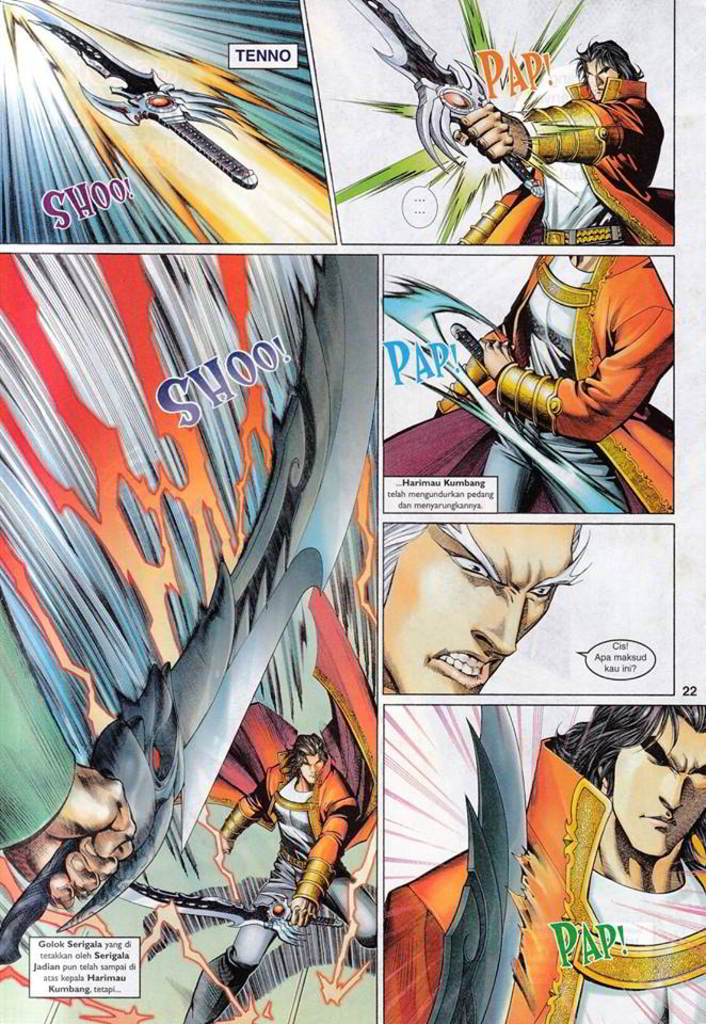 TENNO
SHOO!
PAP!
...
...
SHOO!
Golok Serigala yang di
tetakkan oleh Serigala
Jadian pun telah sampai di
atas kepala Harimau
Kumbang, tetapi...
PAP!
...Harimau Kumbang
telah mengundurkan pedang
dan menyarungkannya.
Cis!
Apa maksud
kau ini?
22
PAP!